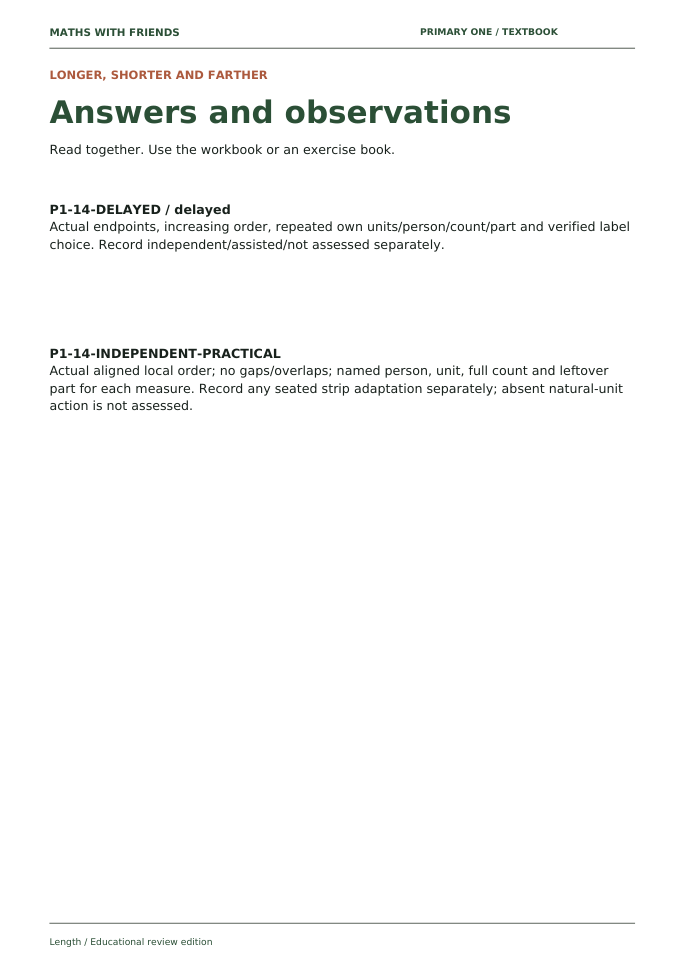 MATHS WITH FRIENDS
PRIMARY ONE / TEXTBOOK
LONGER, SHORTER AND FARTHER
Answers and observations
Read together. Use the workbook or an exercise book.
P1-14-DELAYED / delayed
Actual endpoints, increasing order, repeated own units/person/count/part and verified label
choice. Record independent/assisted/not assessed separately.
P1-14-INDEPENDENT-PRACTICAL
Actual aligned local order; no gaps/overlaps; named person, unit, full count and leftover
part for each measure. Record any seated strip adaptation separately; absent natural-unit
action is not assessed.
Length / Educational review edition